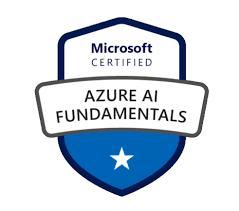 Microsoft
CERTIFIED
AZURE AI
FUNDAMENTALS